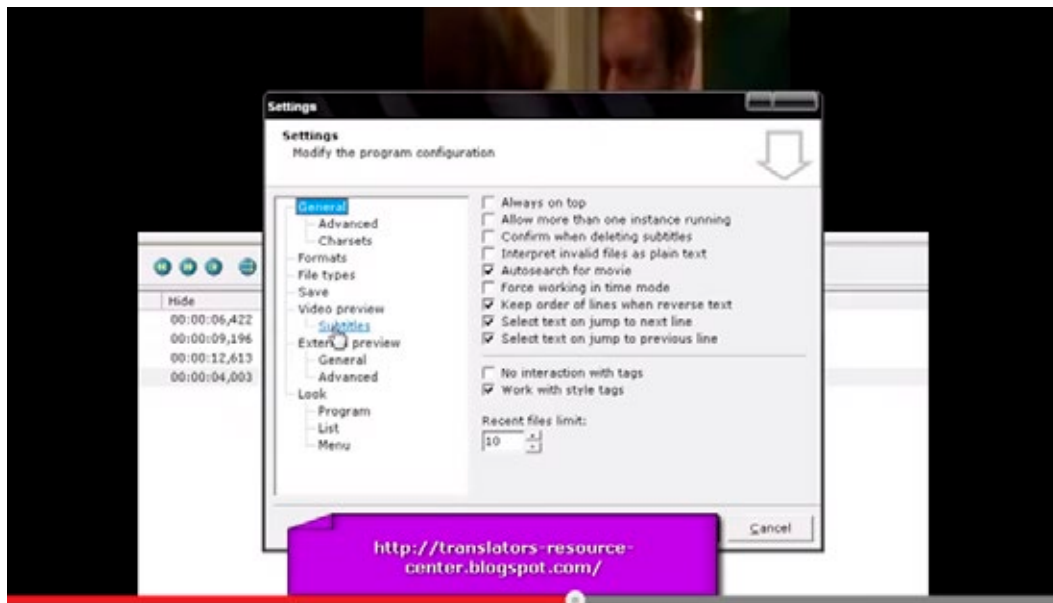 Settings
Settings
Modify the program configuration
General
Advanced
Charsets
Formats
File types
Save
Video preview
Subtitles
Extern preview
General
Advanced
Look
Program
List
Menu
Always on top
Allow more than one instance running
Confirm when deleting subtitles
Interpret invalid files as plain text
Autosearch for movie
Force working in time mode
Keep order of lines when reverse text
Select text on jump to next line
Select text on jump to previous line
No interaction with tags
Work with style tags
Recent files limit:
10
Cancel
Hide
00:00:06,422
00:00:09,196
00:00:12,613
00:00:04,003
http://translators-resource-
center.blogspot.com/